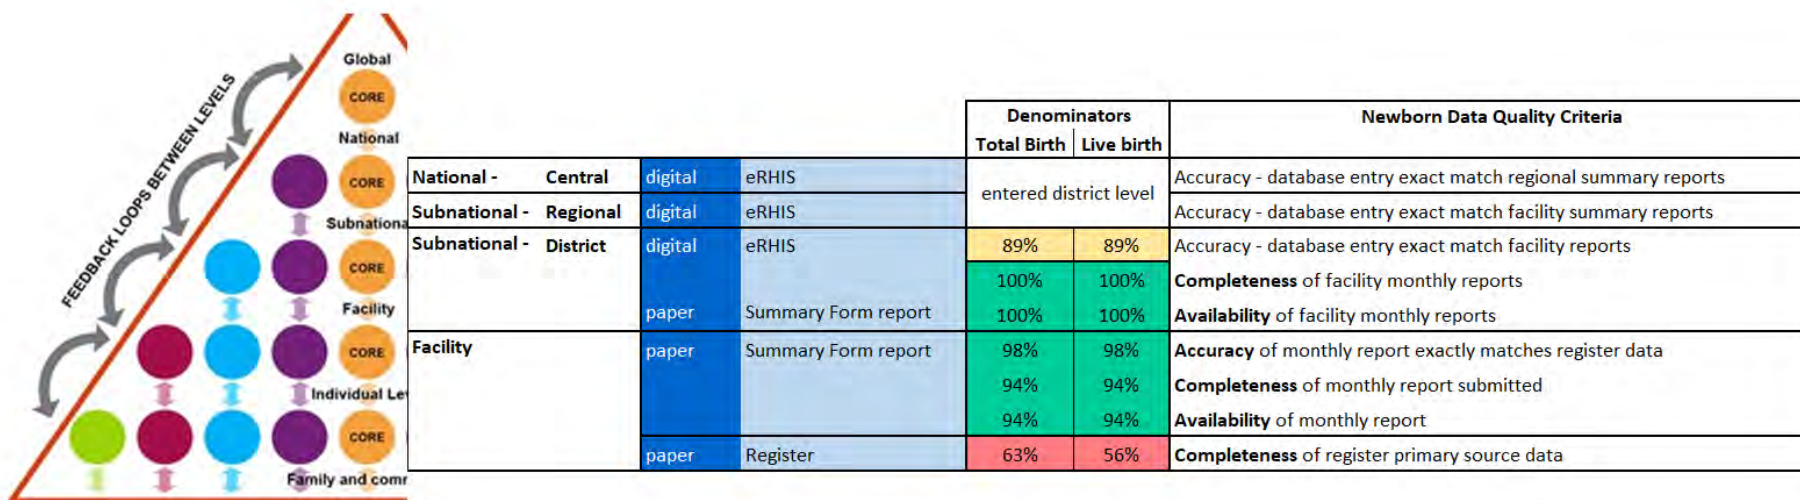 FEEDBACK LOOPS BETWEEN LEVELS
Global
CORE
National
CORE
Subnationa
CORE
Facility
CORE
Individual Le
CORE
Family and com
Denominators Newborn Data Quality Criteria
Total Birth Live birth
National - Central digital eRHIS entered district level Accuracy - database entry exact match regional summary reports
Subnational - Regional digital eRHIS Accuracy - database entry exact match facility summary reports
Subnational - District digital eRHIS 89% 89% Accuracy - database entry exact match facility reports
100% 100% Completeness of facility monthly reports
paper Summary Form report 100% 100% Availability of facility monthly reports
Facility paper Summary Form report 98% 98% Accuracy of monthly report exactly matches register data
94% 94% Completeness of monthly report submitted
94% 94% Availability of monthly report
paper Register 63% 56% Completeness of register primary source data